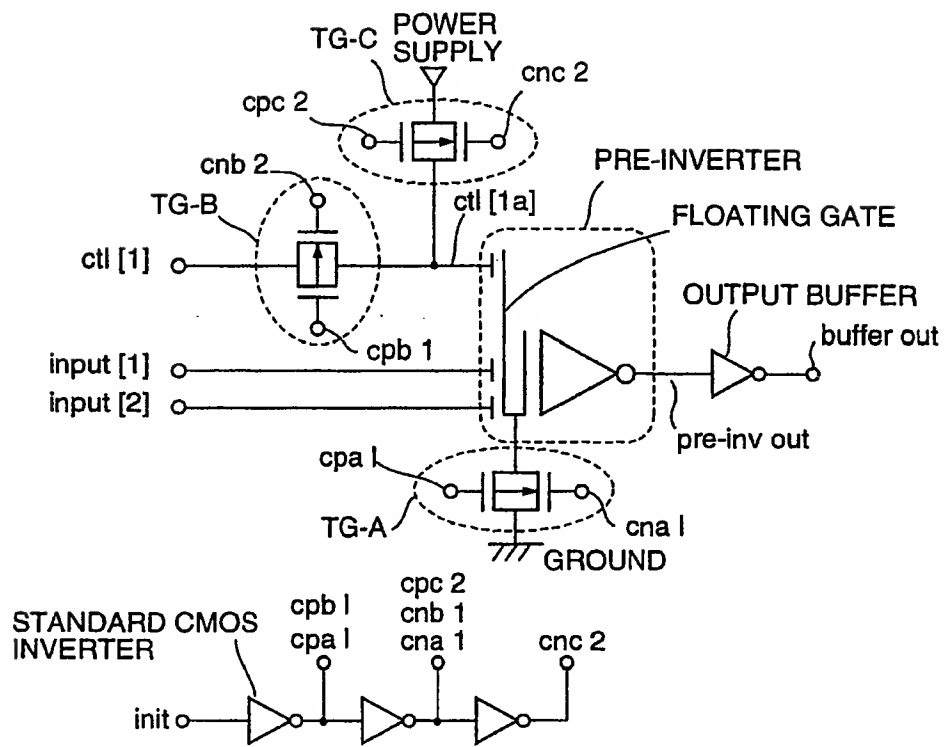 TG-C
POWER
SUPPLY
cpc 2
cnc 2
cnb 2
TG-B
ctl [1a]
PRE-INVERTER
FLOATING GATE
ctl [1]
OUTPUT BUFFER
buffer out
cpb 1
input [1]
input [2]
pre-inv out
cpa l
TG-A
cna l
GROUND
STANDARD CMOS
INVERTER
cpb l
cpa l
cpc 2
cnb 1
cna 1
cnc 2
init